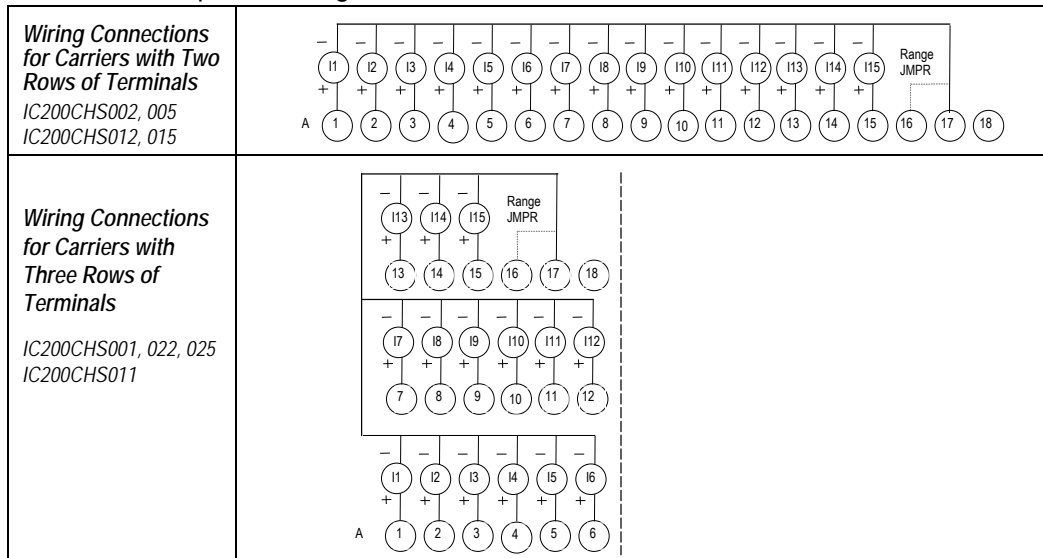 Wiring Connections
for Carriers with Two
Rows of Terminals
IC200CHS002, 005
IC200CHS012, 015
− − − − − − − − − − − − − − −
I1 I2 I3 I4 I5 I6 I7 I8 I9 I10 I11 I12 I13 I14 I15
Range
JMPR
+ + + + + + + + + + + + + + +
A 1 2 3 4 5 6 7 8 9 10 11 12 13 14 15 16 17 18
Wiring Connections
for Carriers with
Three Rows of
Terminals
IC200CHS001, 022, 025
IC200CHS011
− − −
I13 I14 I15
Range
JMPR
+ + +
13 14 15 16 17 18
− − − − − −
I7 I8 I9 I10 I11 I12
+ + + + + +
7 8 9 10 11 12
− − − − − −
I1 I2 I3 I4 I5 I6
+ + + + + +
A 1 2 3 4 5 6